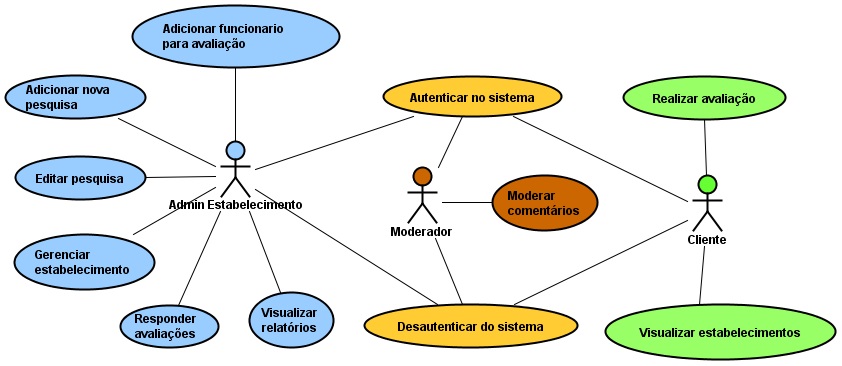 Adicionar funcionario
para avaliação
Adicionar nova
pesquisa
Autenticar no sistema
Realizar avaliação
Editar pesquisa
Admin Estabelecimento
Moderar
comentários
Moderador
Cliente
Gerenciar
estabelecimento
Responder
avaliações
Visualizar
relatórios
Desautenticar do sistema
Visualizar estabelecimentos